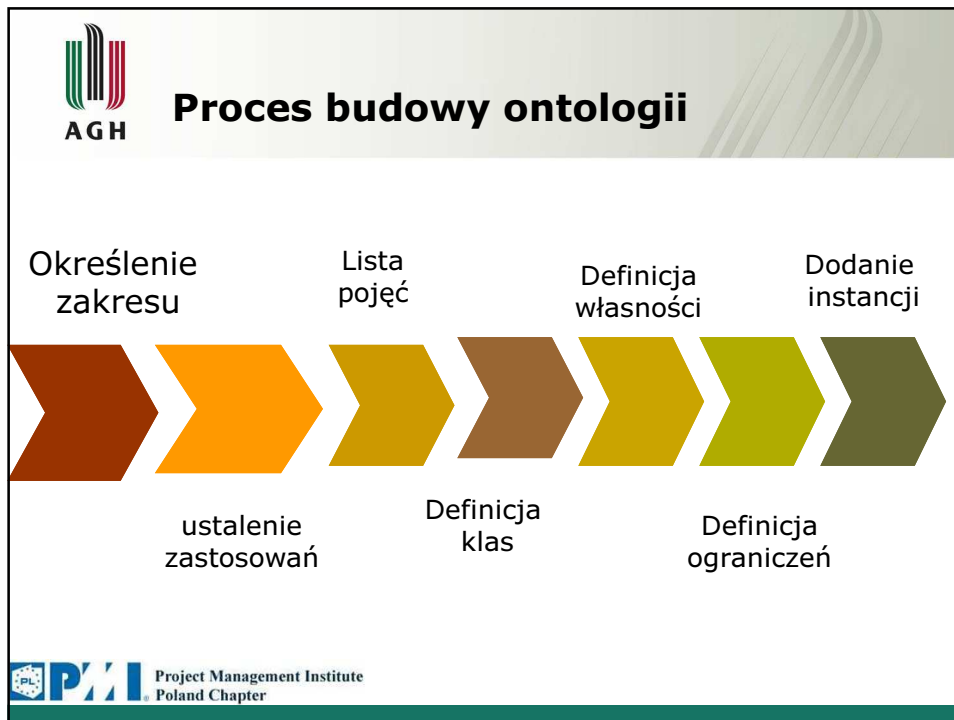 AGH
Proces budowy ontologii
Określenie
zakresu
Lista
pojęć
Definicja
własności
Dodanie
instancji
ustalenie
zastosowań
Definicja
klas
Definicja
ograniczeń
PL
PMI
Project Management Institute
Poland Chapter